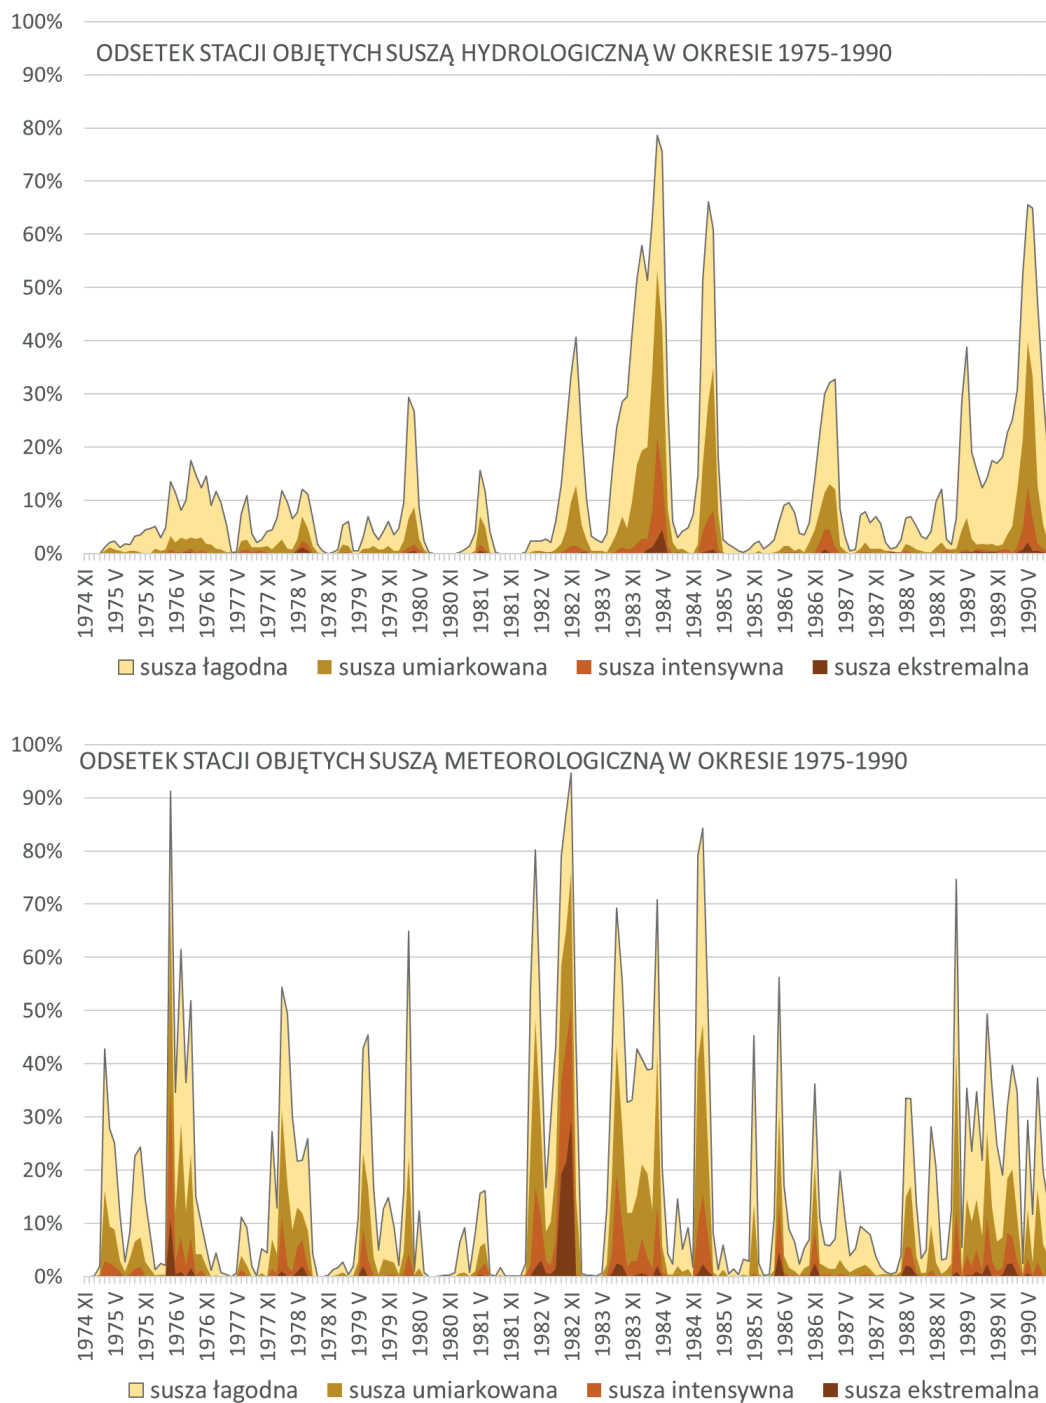 100%
ODSETEK STACJI OBJĘTYCH SUSZĄ HYDROLOGICZNĄ W OKRESIE 1975-1990
90%
80%
70%
60%
50%
40%
30%
20%
10%
0%
1974 XI
1975 V
1975 XI
1976 V
1976 XI
1977 V
1977 XI
1978 V
1978 XI
1979 V
1979 XI
1980 V
1980 XI
1981 V
1981 XI
1982 V
1982 XI
1983 V
1983 XI
1984 V
1984 XI
1985 V
1985 XI
1986 V
1986 XI
1987 V
1987 XI
1988 V
1988 XI
1989 V
1989 XI
1990 V
susza łagodna susza umiarkowana susza intensywna susza ekstremalna
100%
ODSETEK STACJI OBJĘTYCH SUSZĄ METEOROLOGICZNĄ W OKRESIE 1975-1990
90%
80%
70%
60%
50%
40%
30%
20%
10%
0%
1974 XI
1975 V
1975 XI
1976 V
1976 XI
1977 V
1977 XI
1978 V
1978 XI
1979 V
1979 XI
1980 V
1980 XI
1981 V
1981 XI
1982 V
1982 XI
1983 V
1983 XI
1984 V
1984 XI
1985 V
1985 XI
1986 V
1986 XI
1987 V
1987 XI
1988 V
1988 XI
1989 V
1989 XI
1990 V
susza łagodna susza umiarkowana susza intensywna susza ekstremalna